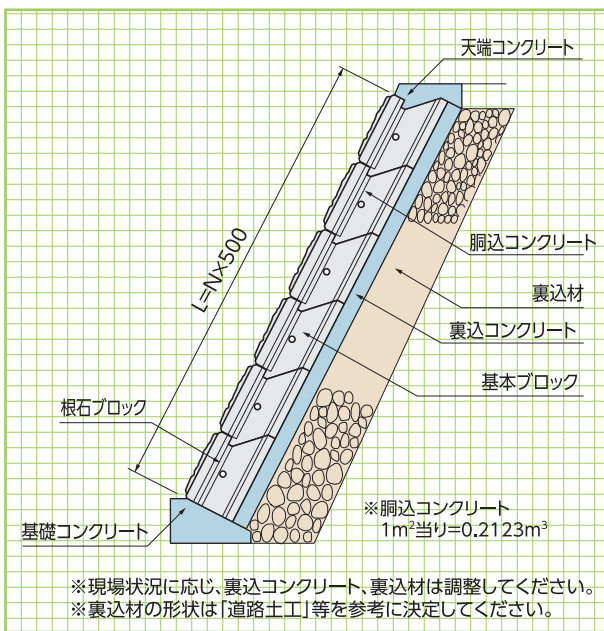 天端コンクリート
胴込コンクリート
裏込材
裏込コンクリート
基本ブロック
L=N×500
根石ブロック
基礎コンクリート
※胴込コンクリート
1m²当り=0.2123m³
※現場状況に応じ、裏込コンクリート、裏込材は調整してください。
※裏込材の形状は「道路土工」等を参考に決定してください。